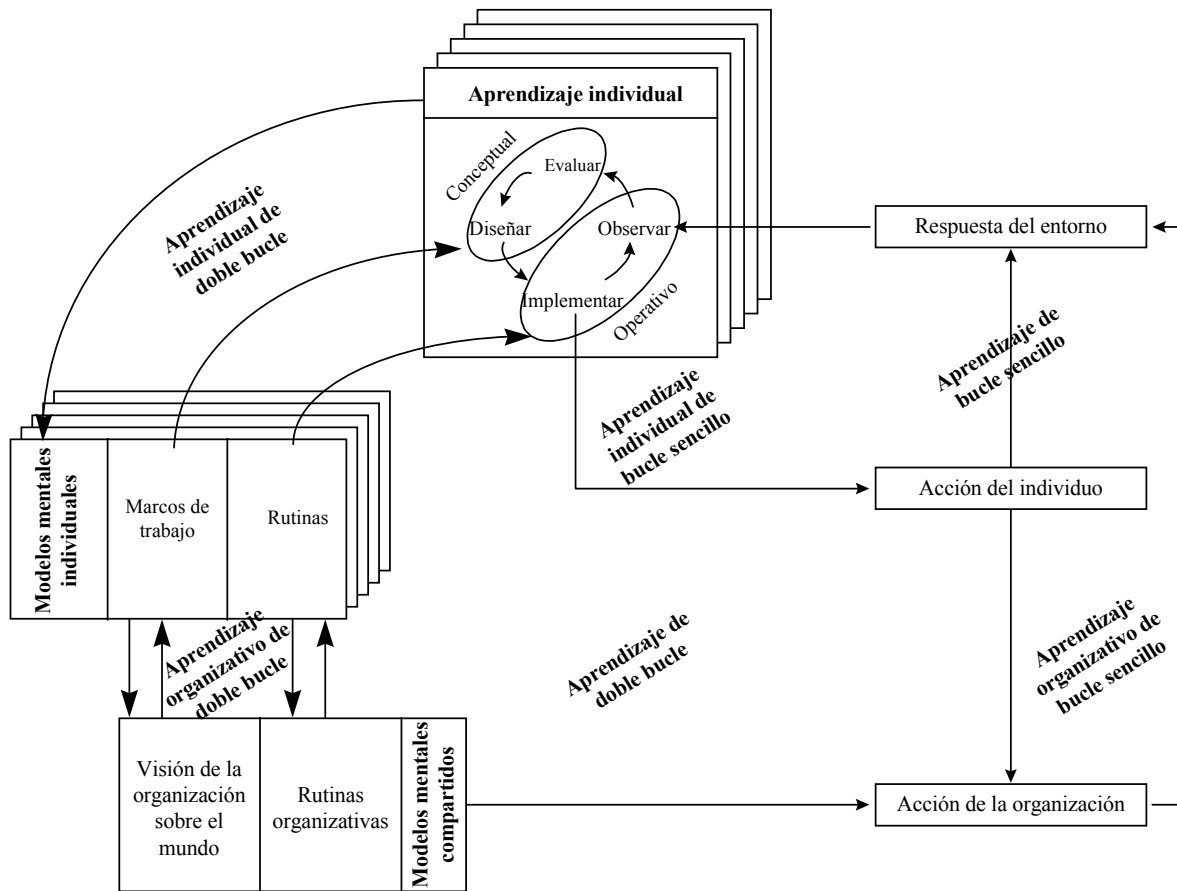 Aprendizaje individual
Conceptual
Evaluar
Diseñar
Observar
Implementar
Operativo
Aprendizaje
individual de
doble bucle
Respuesta del entorno
Aprendizaje de
bucle sencillo
Aprendizaje
individual de
bucle sencillo
Acción del individuo
Modelos mentales
individuales
Marcos de
trabajo
Rutinas
Aprendizaje
organizativo de
doble bucle
Aprendizaje de
doble bucle
Aprendizaje
organizativo de
bucle sencillo
Visión de la
organización
sobre el
mundo
Rutinas
organizativas
Modelos mentales
compartidos
Acción de la organización